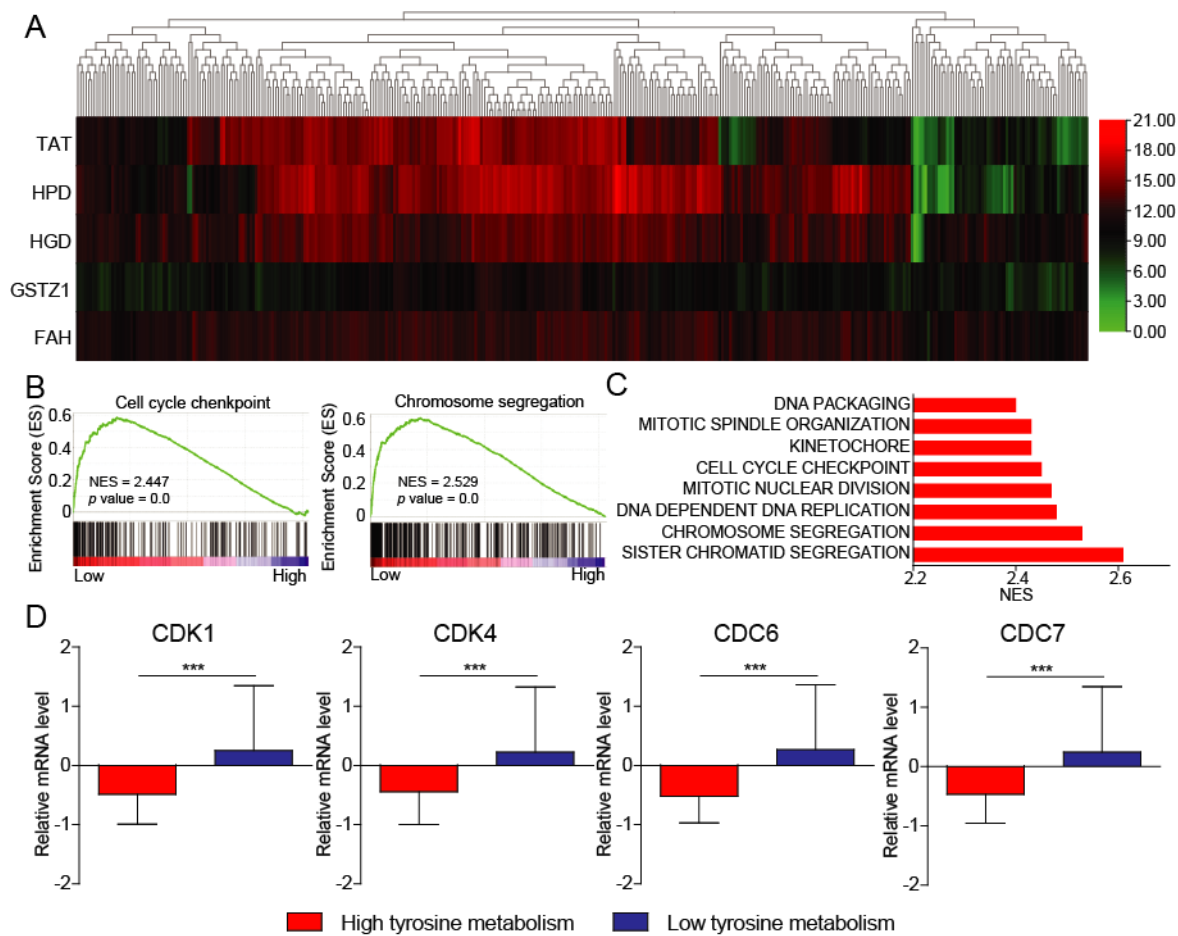 A
TAT
HPD
HGD
GSTZ1
FAH
21.00
18.00
15.00
12.00
9.00
6.00
3.00
0.00
B
Cell cycle chenkpoint
Enrichment Score (ES)
0.6
0.4
0.2
0
NES = 2.447
p value = 0.0
Low High
Chromosome segregation
Enrichment Score (ES)
0.6
0.4
0.2
0
NES = 2.529
p value = 0.0
Low High
C
DNA PACKAGING
MITOTIC SPINDLE ORGANIZATION
KINETOCHORE
CELL CYCLE CHECKPOINT
MITOTIC NUCLEAR DIVISION
DNA DEPENDENT DNA REPLICATION
CHROMOSOME SEGREGATION
SISTER CHROMATID SEGREGATION
2.2 2.4 2.6
NES
D
CDK1
Relative mRNA level
2
1
0
-1
-2
***
CDK4
Relative mRNA level
2
1
0
-1
-2
***
CDC6
Relative mRNA level
2
1
0
-1
-2
***
CDC7
Relative mRNA level
2
1
0
-1
-2
***
High tyrosine metabolism Low tyrosine metabolism